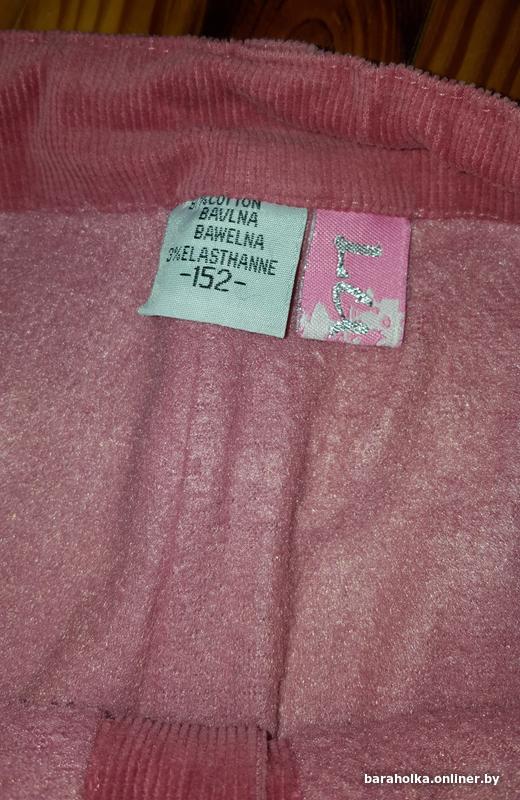 %COTTON
BAVLNA
BAWELNA
3%ELASTHANNE
-152-
baraholka.onliner.by